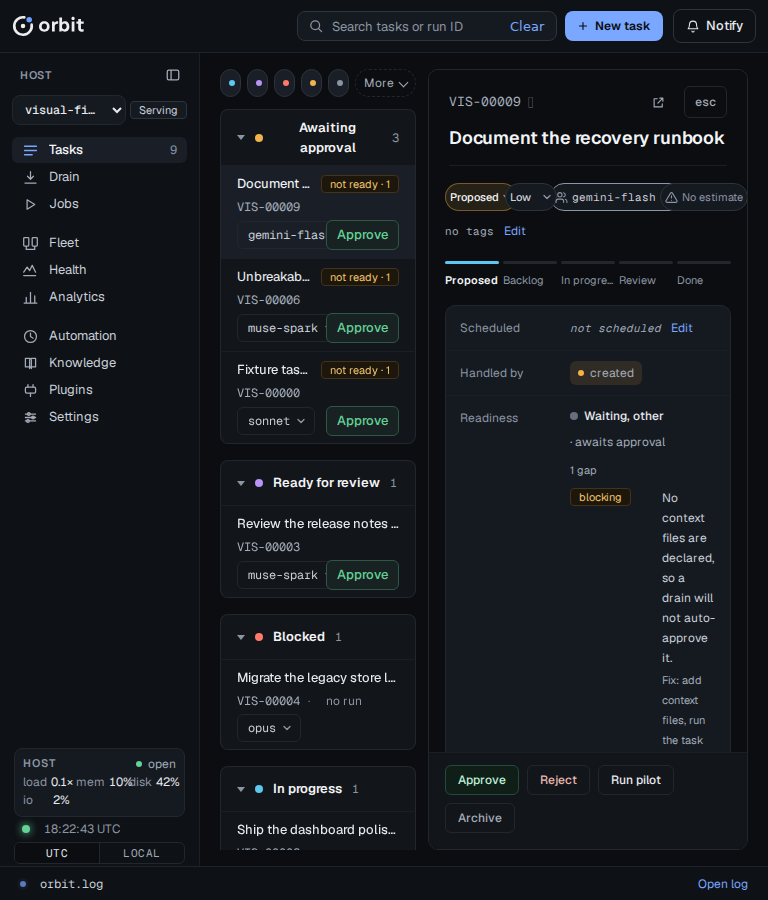 orbit
Search tasks or run ID
Clear
+ New task
Notify
HOST
visual-fi…
Serving
Tasks 9
Drain
Jobs
Fleet
Health
Analytics
Automation
Knowledge
Plugins
Settings
HOST open
load 0.1× mem 10% disk 42%
io 2%
18:22:43 UTC
UTC LOCAL
More
Awaiting approval 3
Document … not ready · 1
VIS-00009
gemini-flas Approve
Unbreakab… not ready · 1
VIS-00006
muse-spark Approve
Fixture tas… not ready · 1
VIS-00000
sonnet Approve
Ready for review 1
Review the release notes …
VIS-00003
muse-spark Approve
Blocked 1
Migrate the legacy store l…
VIS-00004 · no run
opus
In progress 1
Ship the dashboard polis…
VIS-00009 esc
Document the recovery runbook
Proposed Low gemini-flash No estimate
no tags Edit
Proposed Backlog In progre… Review Done
Scheduled not scheduled Edit
Handled by created
Readiness Waiting, other
· awaits approval
1 gap
blocking
No
context
files are
declared,
so a
drain will
not auto-
approve
it.
Fix: add
context
files, run
the task
Approve Reject Run pilot
Archive
orbit.log
Open log